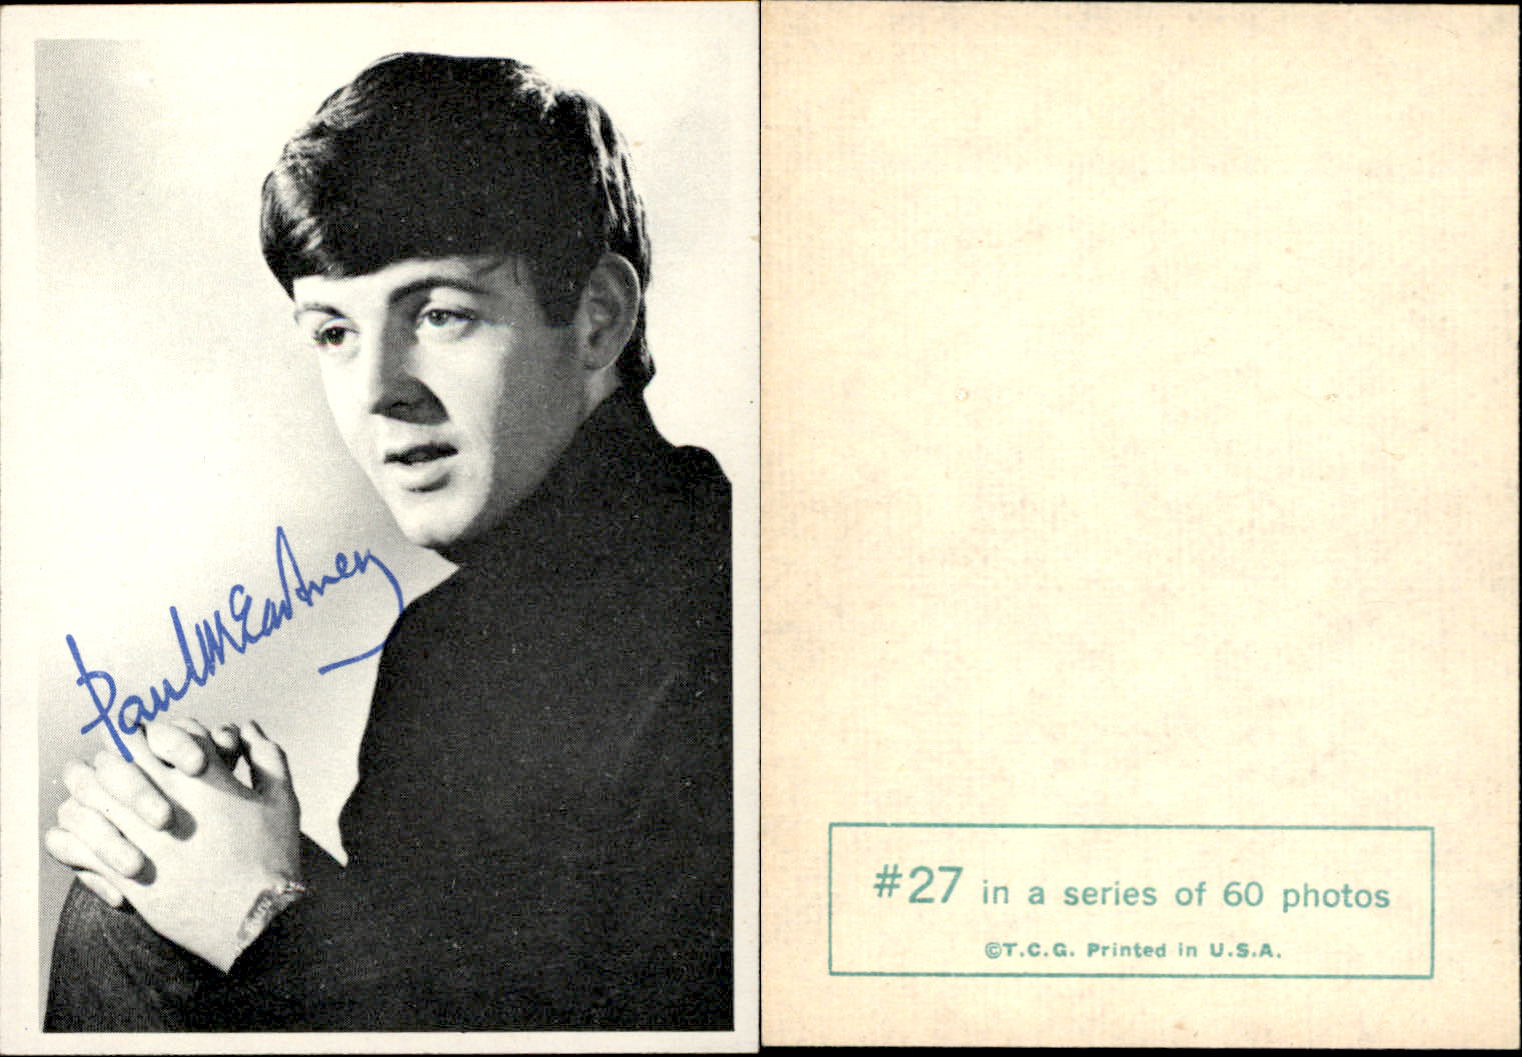 Paul McCartney
#27 in a series of 60 photos
©T.C.G. Printed in U.S.A.